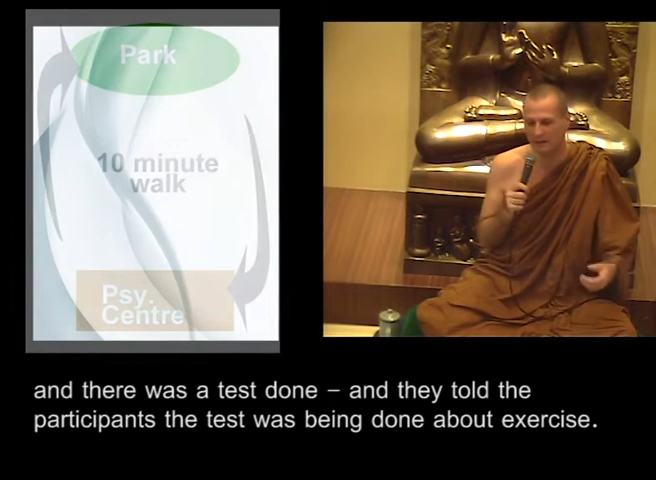 Park
10 minute
walk
Psy.
Centre
and there was a test done – and they told the
participants the test was being done about exercise.